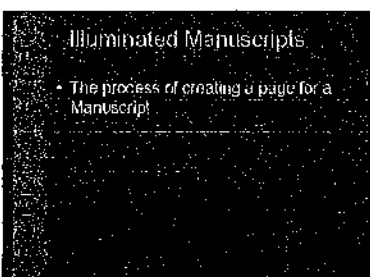 Illuminated Manuscripts
• The process of creating a page for a
Manuscript